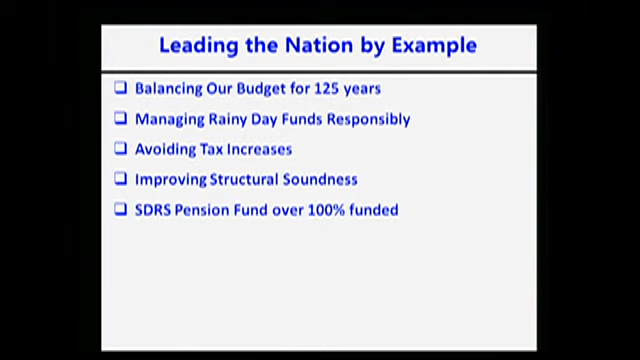 Leading the Nation by Example
❑ Balancing Our Budget for 125 years
❑ Managing Rainy Day Funds Responsibly
❑ Avoiding Tax Increases
❑ Improving Structural Soundness
❑ SDRS Pension Fund over 100% funded